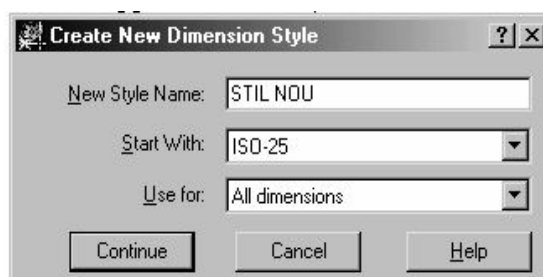 Create New Dimension Style
New Style Name: STIL NOU
Start With: ISO-25
Use for: All dimensions
Continue Cancel Help